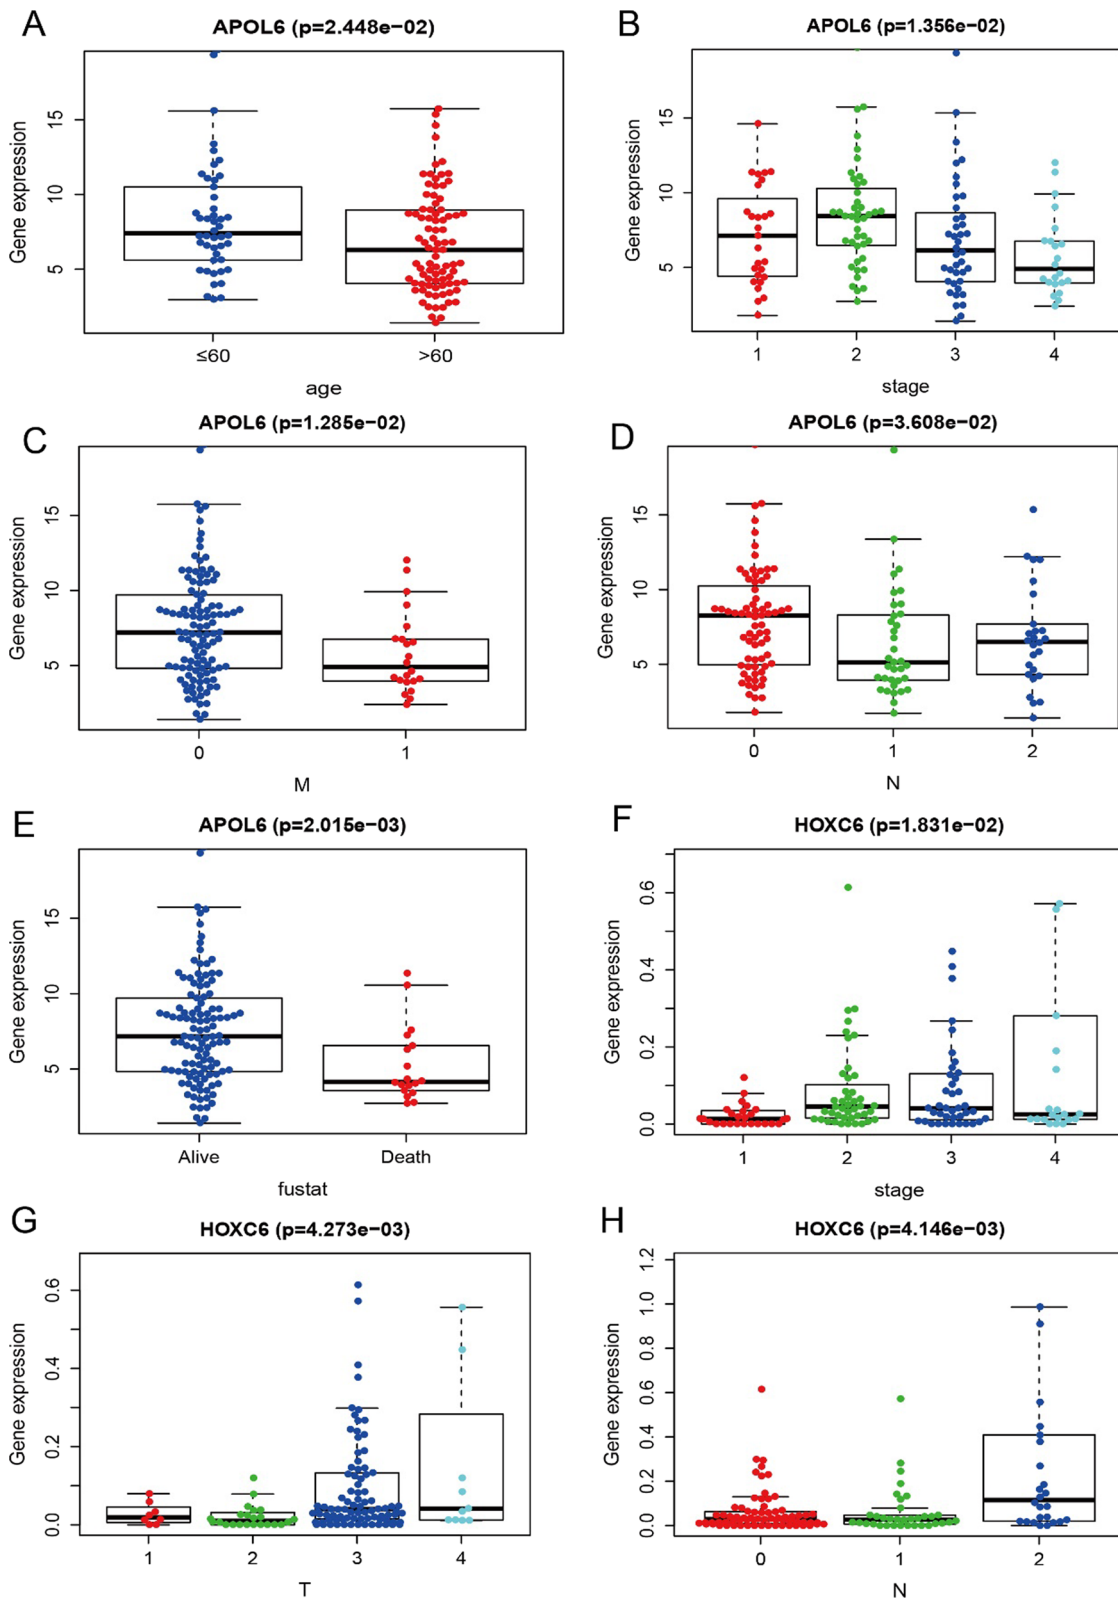 A
APOL6 (p=2.448e−02)
Gene expression
15
10
5
≤60
>60
age
B
APOL6 (p=1.356e−02)
Gene expression
15
10
5
1
2
3
4
stage
C
APOL6 (p=1.285e−02)
Gene expression
15
10
5
0
1
M
D
APOL6 (p=3.608e−02)
Gene expression
15
10
5
0
1
2
N
E
APOL6 (p=2.015e−03)
Gene expression
15
10
5
Alive
Death
fustat
F
HOXC6 (p=1.831e−02)
Gene expression
0.6
0.4
0.2
0.0
1
2
3
4
stage
G
HOXC6 (p=4.273e−03)
Gene expression
0.6
0.4
0.2
0.0
1
2
3
4
T
H
HOXC6 (p=4.146e−03)
Gene expression
1.2
1.0
0.8
0.6
0.4
0.2
0.0
0
1
2
N